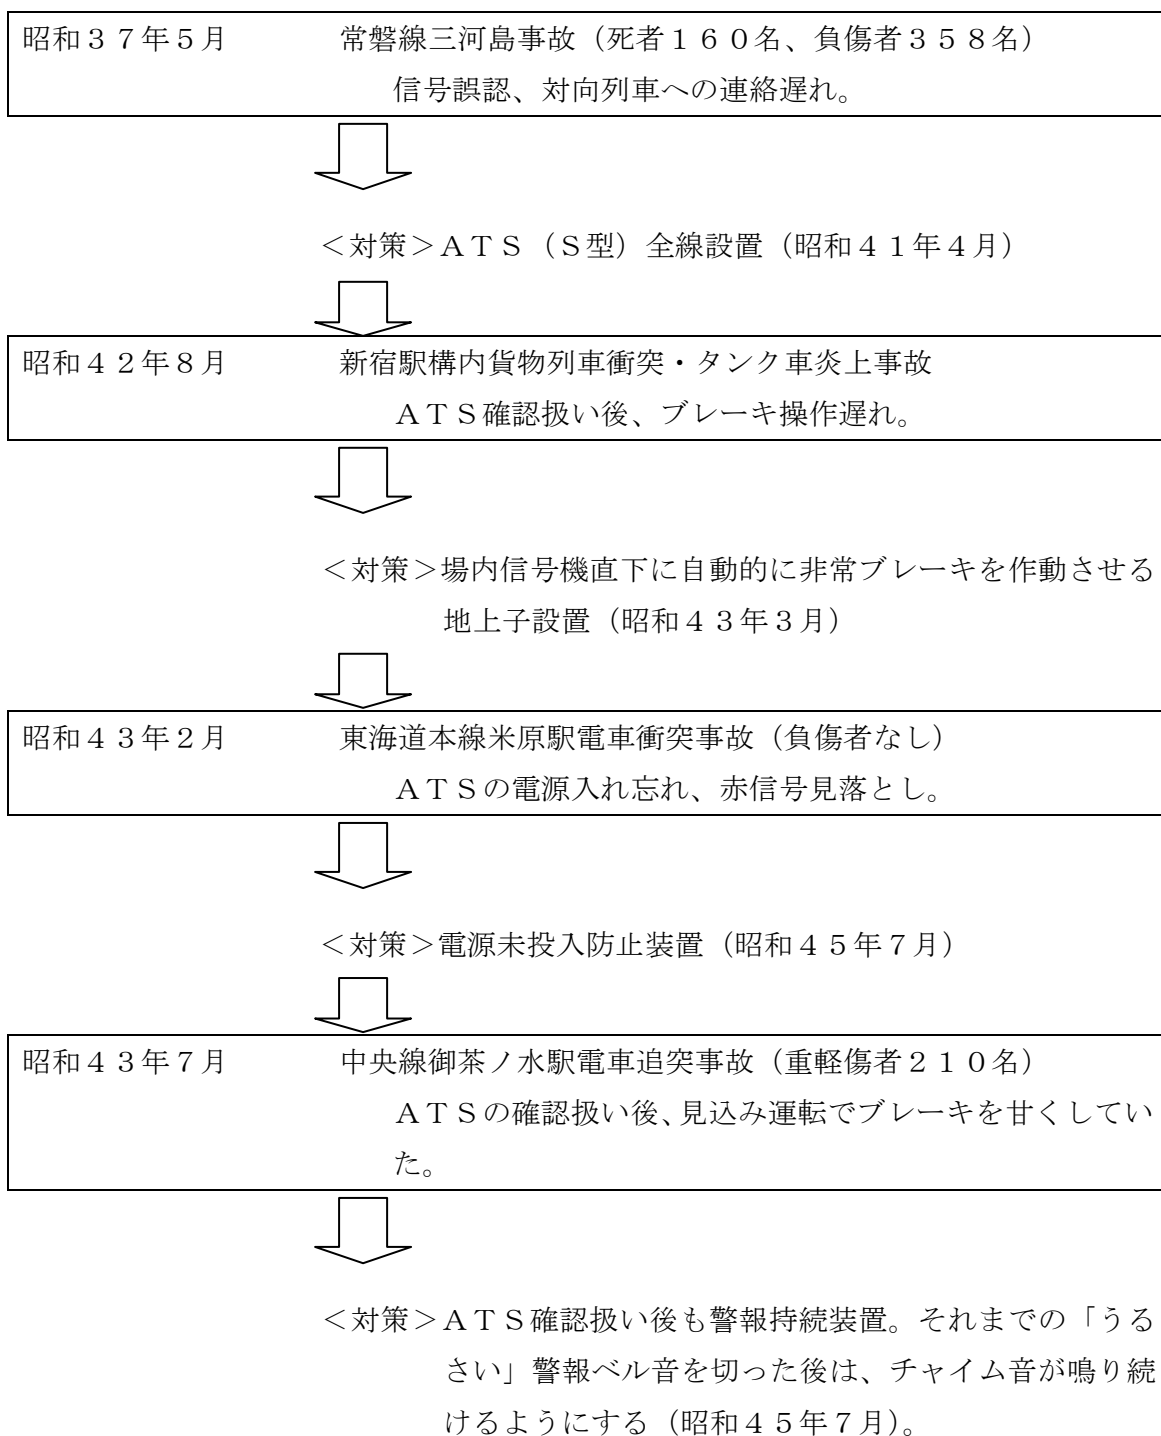 昭和３７年５月　常磐線三河島事故（死者１６０名、負傷者３５８名）
信号誤認、対向列車への連絡遅れ。
＜対策＞ＡＴＳ（Ｓ型）全線設置（昭和４１年４月）
昭和４２年８月　新宿駅構内貨物列車衝突・タンク車炎上事故
ＡＴＳ確認扱い後、ブレーキ操作遅れ。
＜対策＞場内信号機直下に自動的に非常ブレーキを作動させる
地上子設置（昭和４３年３月）
昭和４３年２月　東海道本線米原駅電車衝突事故（負傷者なし）
ＡＴＳの電源入れ忘れ、赤信号見落とし。
＜対策＞電源未投入防止装置（昭和４５年７月）
昭和４３年７月　中央線御茶ノ水駅電車追突事故（重軽傷者２１０名）
ＡＴＳの確認扱い後、見込み運転でブレーキを甘くしてい
た。
＜対策＞ＡＴＳ確認扱い後も警報持続装置。それまでの「うる
さい」警報ベル音を切った後は、チャイム音が鳴り続
けるようにする（昭和４５年７月）。